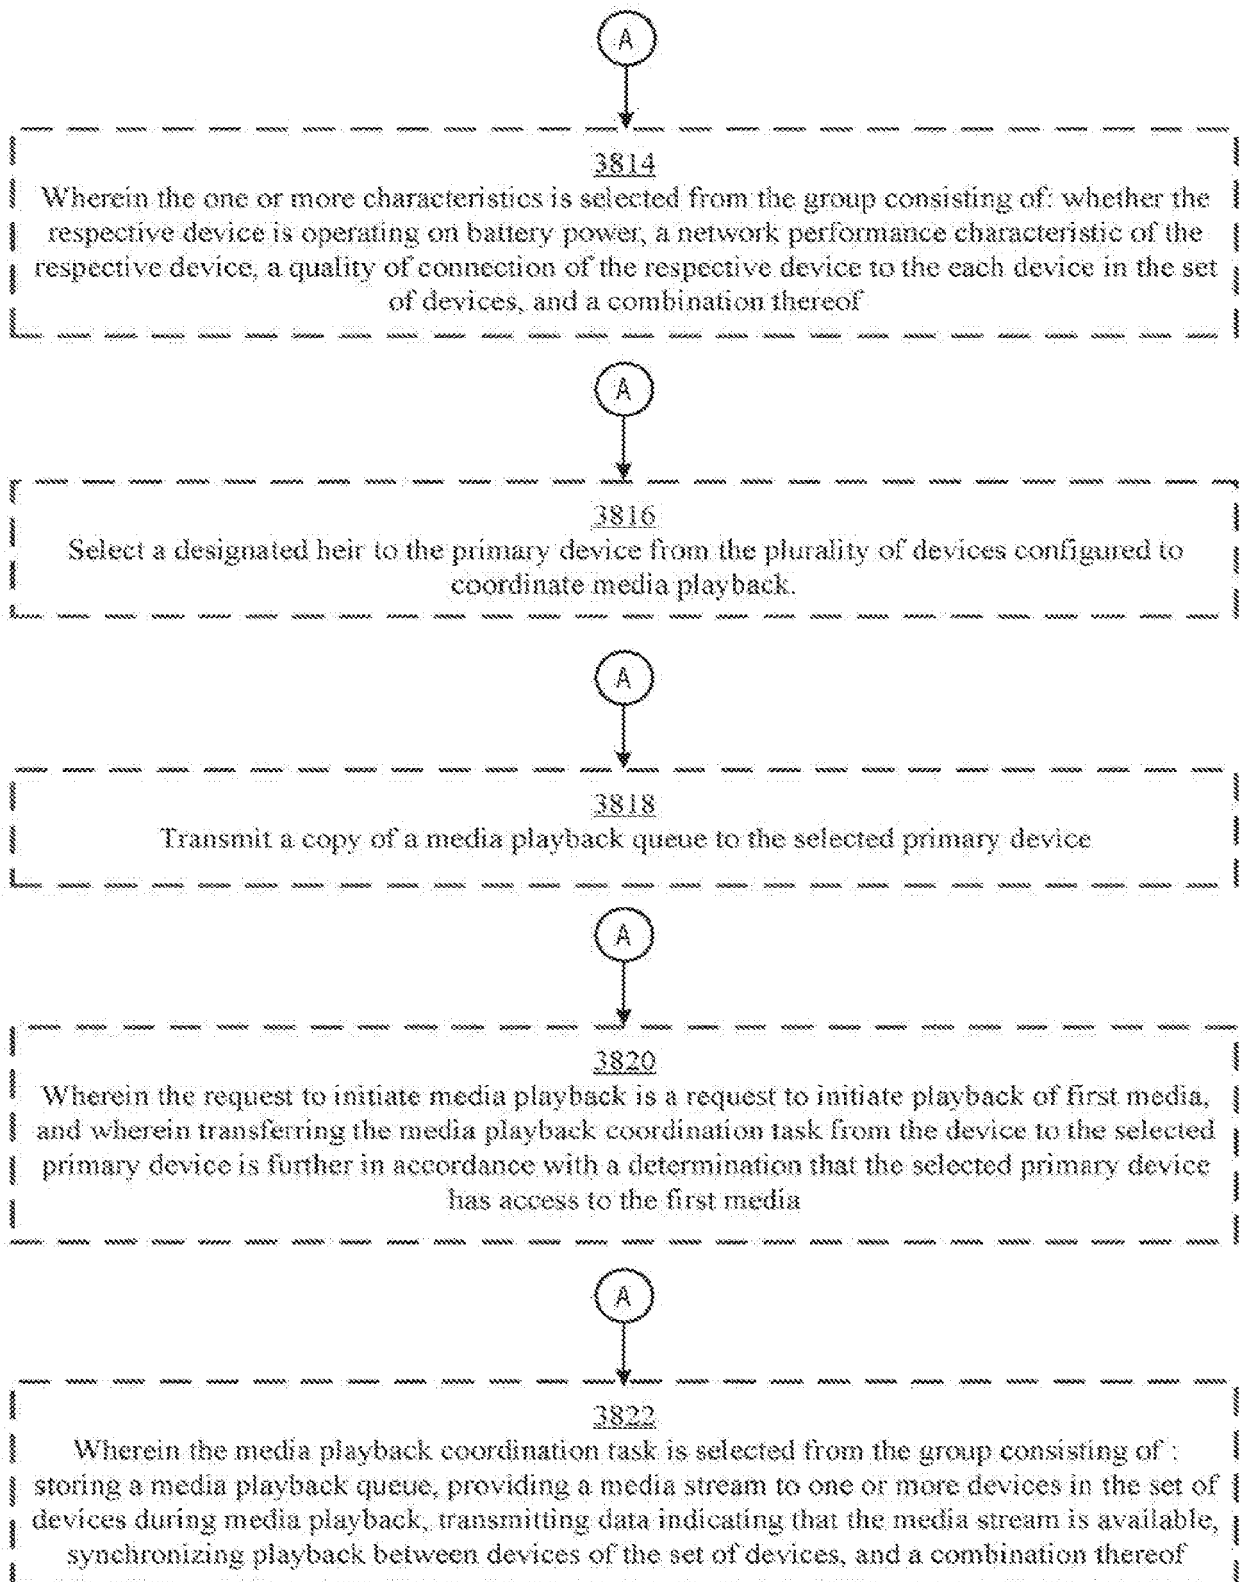 A
3814
Wherein the one or more characteristics is selected from the group consisting of: whether the
respective device is operating on battery power, a network performance characteristic of the
respective device, a quality of connection of the respective device to the each device in the set
of devices, and a combination thereof
A
3816
Select a designated heir to the primary device from the plurality of devices configured to
coordinate media playback.
A
3818
Transmit a copy of a media playback queue to the selected primary device
A
3820
Wherein the request to initiate media playback is a request to initiate playback of first media,
and wherein transferring the media playback coordination task from the device to the selected
primary device is further in accordance with a determination that the selected primary device
has access to the first media
A
3822
Wherein the media playback coordination task is selected from the group consisting of :
storing a media playback queue, providing a media stream to one or more devices in the set of
devices during media playback, transmitting data indicating that the media stream is available,
synchronizing playback between devices of the set of devices, and a combination thereof